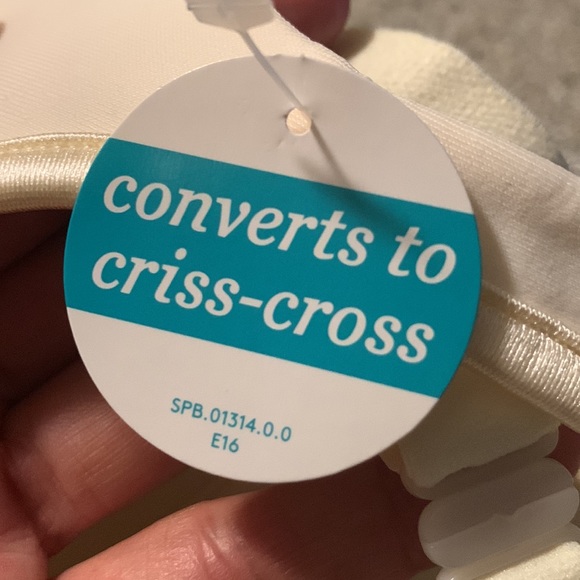 converts to
criss-cross
SPB.01314.0.0
E16